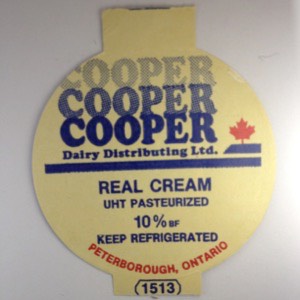 COOPER
COOPER
COOPER
Dairy Distributing Ltd.
REAL CREAM
UHT PASTEURIZED
10% BF
KEEP REFRIGERATED
PETERBOROUGH, ONTARIO
1513